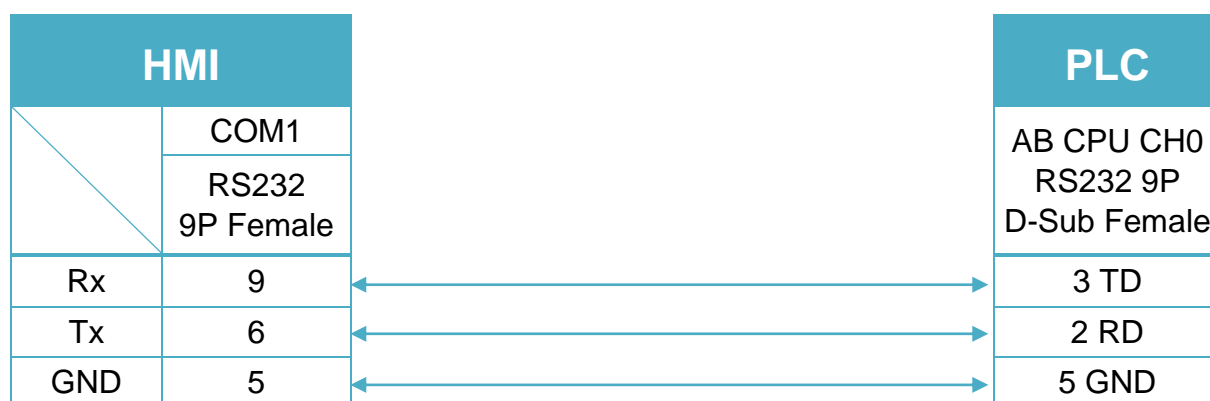 HMI
PLC
COM1
RS232
9P Female
AB CPU CH0
RS232 9P
D-Sub Female
Rx 9 3 TD
Tx 6 2 RD
GND 5 5 GND